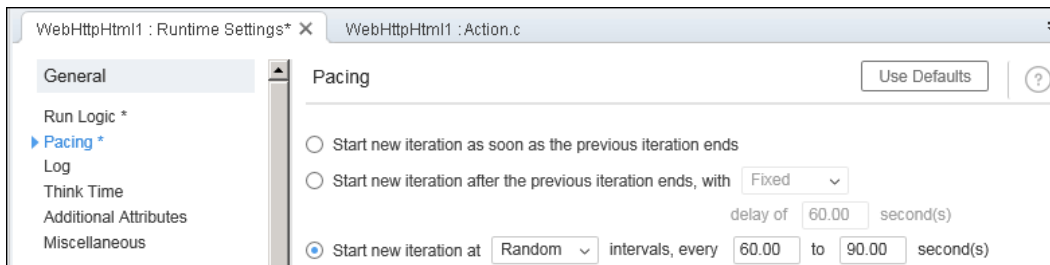 WebHttpHtml1 : Runtime Settings* ✕ WebHttpHtml1 : Action.c
General
Run Logic *
Pacing *
Log
Think Time
Additional Attributes
Miscellaneous
Pacing Use Defaults ?
Start new iteration as soon as the previous iteration ends
Start new iteration after the previous iteration ends, with Fixed
delay of 60.00 second(s)
Start new iteration at Random intervals, every 60.00 to 90.00 second(s)